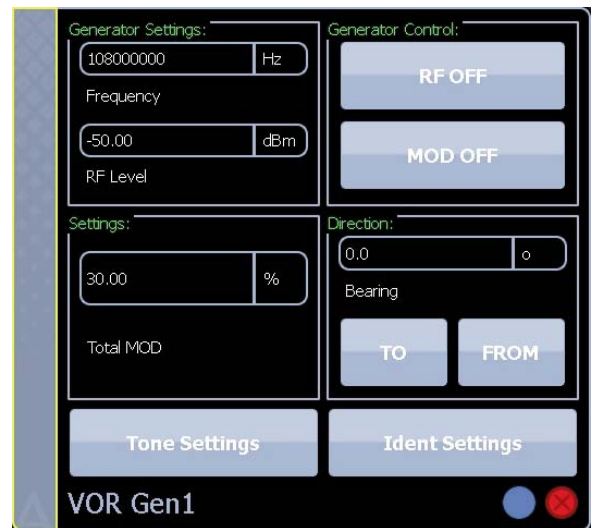 Generator Settings:
108000000 Hz
Frequency
-50.00 dBm
RF Level
Generator Control:
RF OFF
MOD OFF
Settings:
30.00 %
Total MOD
Direction:
0.0 o
Bearing
TO FROM
Tone Settings Ident Settings
VOR Gen1